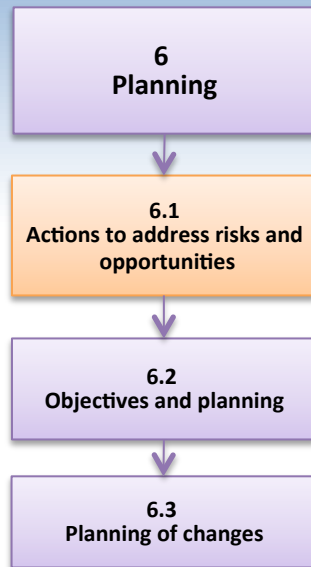 6
Planning
6.1
Actions to address risks and
opportunities
6.2
Objectives and planning
6.3
Planning of changes